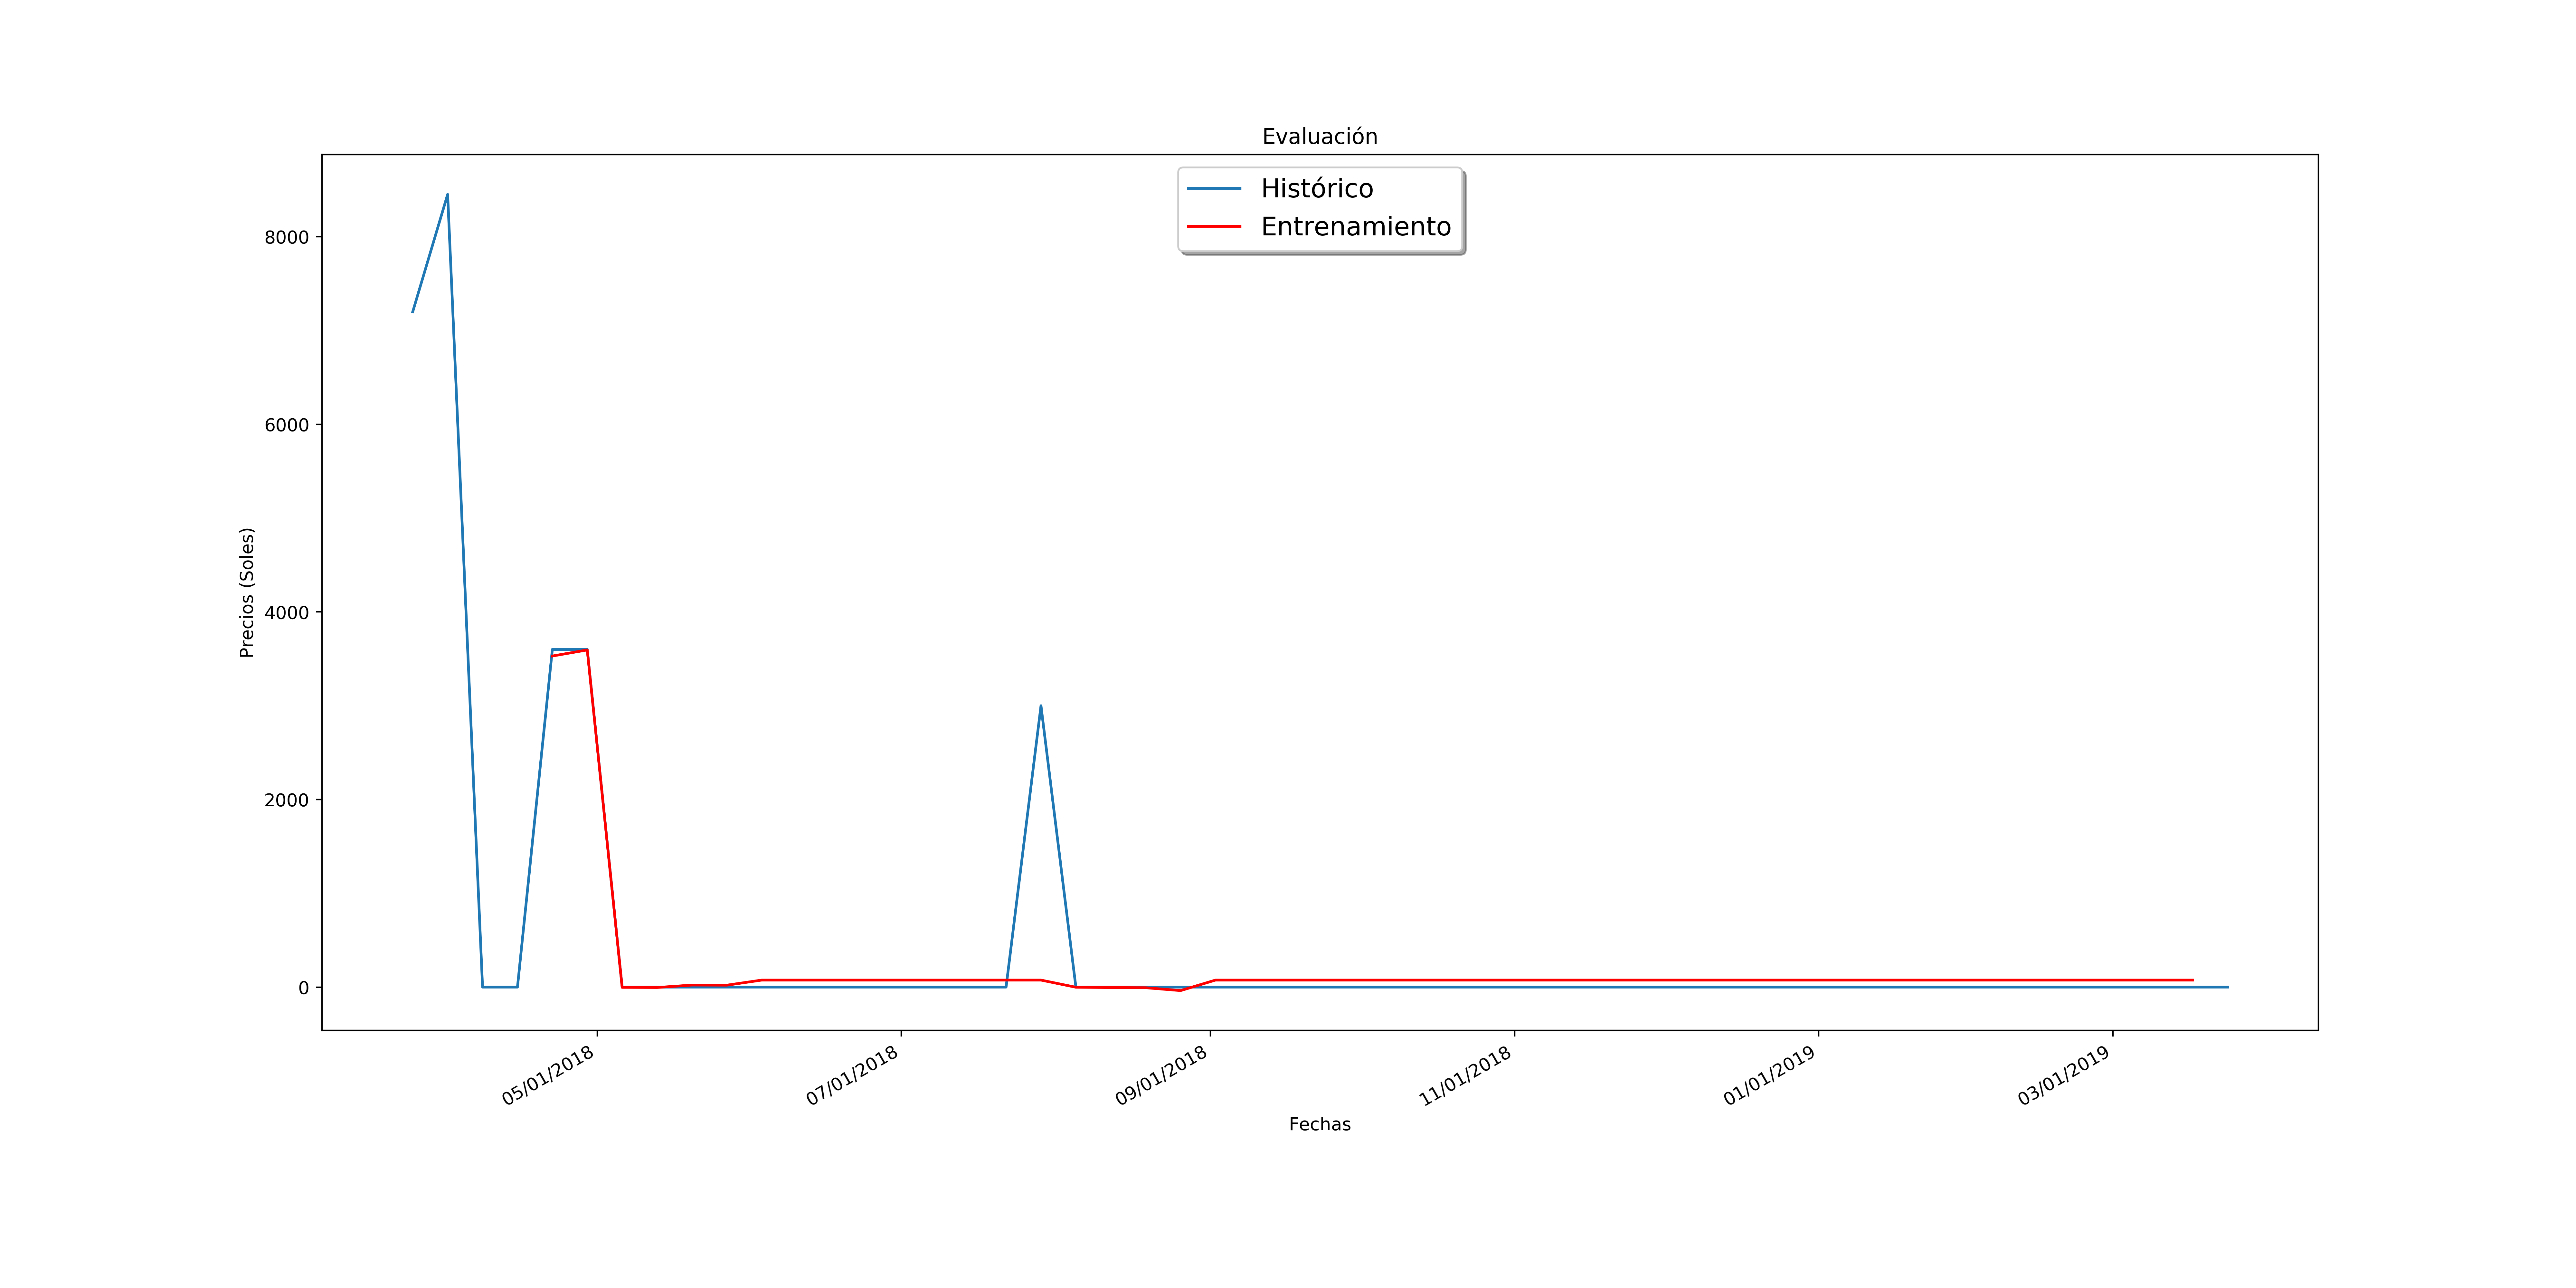 Evaluación
Histórico
Entrenamiento
Precios (Soles)
8000
6000
4000
2000
0
05/01/2018
07/01/2018
09/01/2018
11/01/2018
01/01/2019
03/01/2019
Fechas